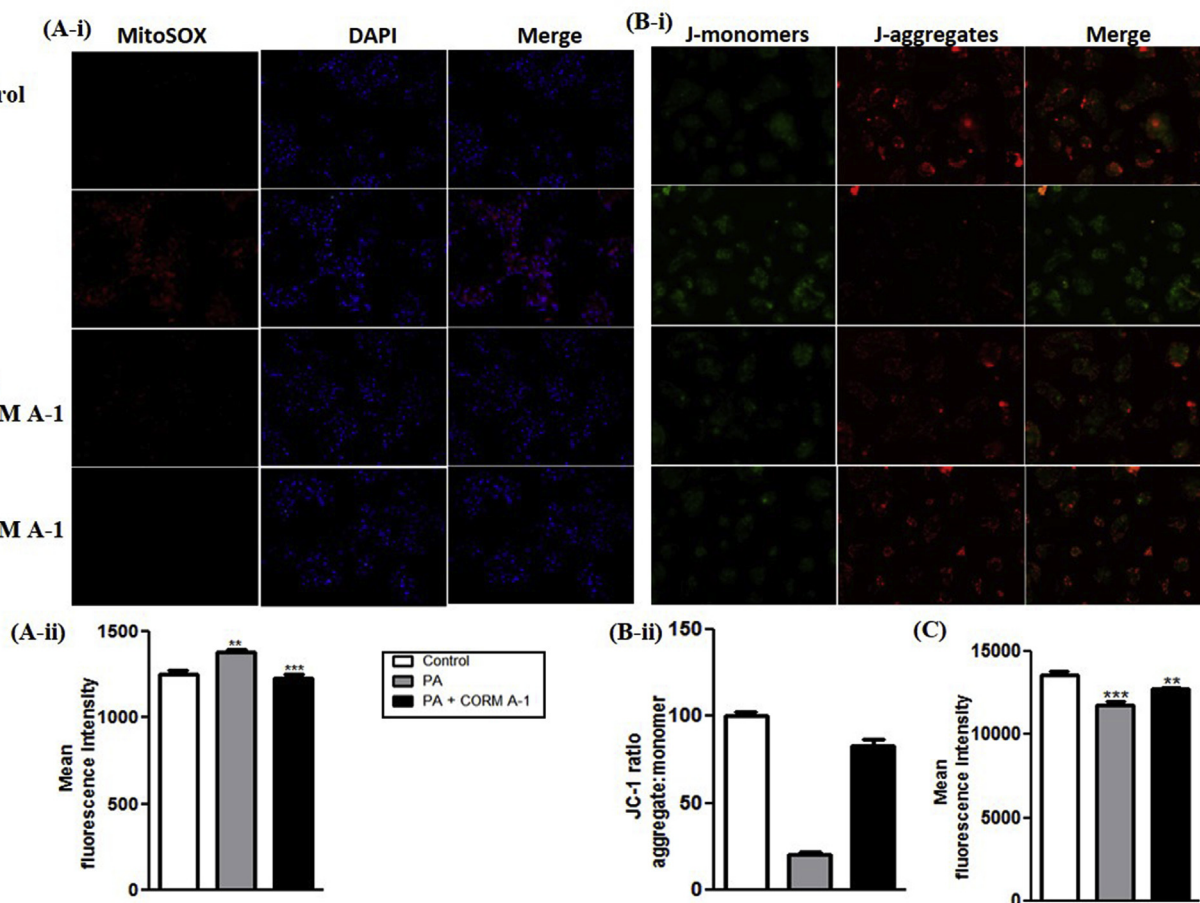 (A-i)
MitoSOX DAPI Merge
(B-i)
J-monomers J-aggregates Merge
rol
M A-1
M A-1
(A-ii)
1500
1000
500
0
Mean
fluorescence Intensity
**
***
Control
PA
PA + CORM A-1
(B-ii)
150
100
50
0
JC-1 ratio
aggregate:monomer
(C)
15000
10000
5000
0
Mean
fluorescence Intensity
***
**